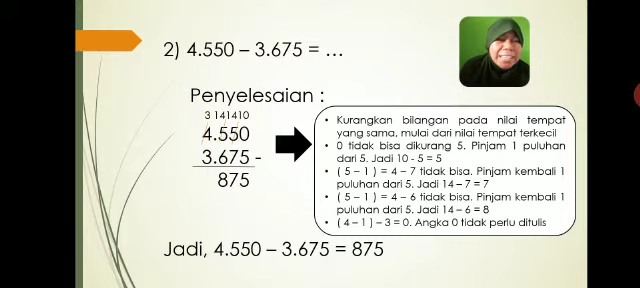 2) 4.550 – 3.675 = …
Penyelesaian :
3 141410
4.550
3.675 -
875
• Kurangkan bilangan pada nilai tempat
yang sama, mulai dari nilai tempat terkecil
• 0 tidak bisa dikurang 5. Pinjam 1 puluhan
dari 5. Jadi 10 - 5 = 5
• ( 5 – 1 ) = 4 – 7 tidak bisa. Pinjam kembali 1
puluhan dari 5. Jadi 14 – 7 = 7
• ( 5 – 1 ) = 4 – 6 tidak bisa. Pinjam kembali 1
puluhan dari 5. Jadi 14 – 6 = 8
• ( 4 – 1 ) – 3 = 0. Angka 0 tidak perlu ditulis
Jadi, 4.550 – 3.675 = 875